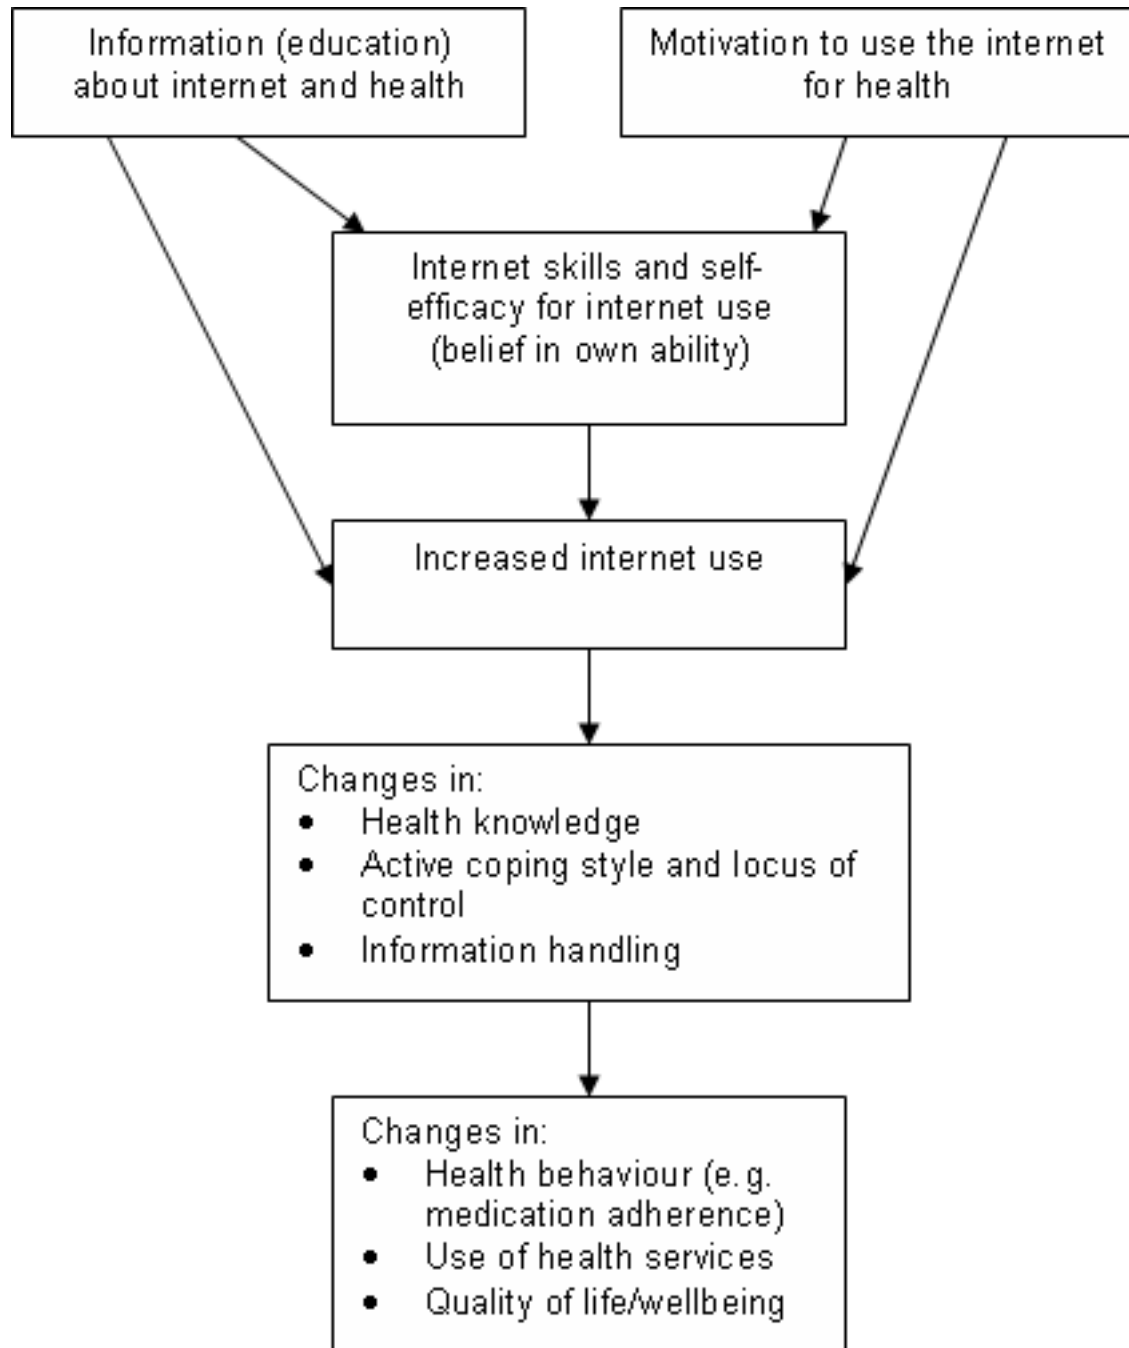 Information (education)
about internet and health
Motivation to use the internet
for health
Internet skills and self-
efficacy for internet use
(belief in own ability)
Increased internet use
Changes in:
• Health knowledge
• Active coping style and locus of
control
• Information handling
Changes in:
• Health behaviour (e.g.
medication adherence)
• Use of health services
• Quality of life/wellbeing